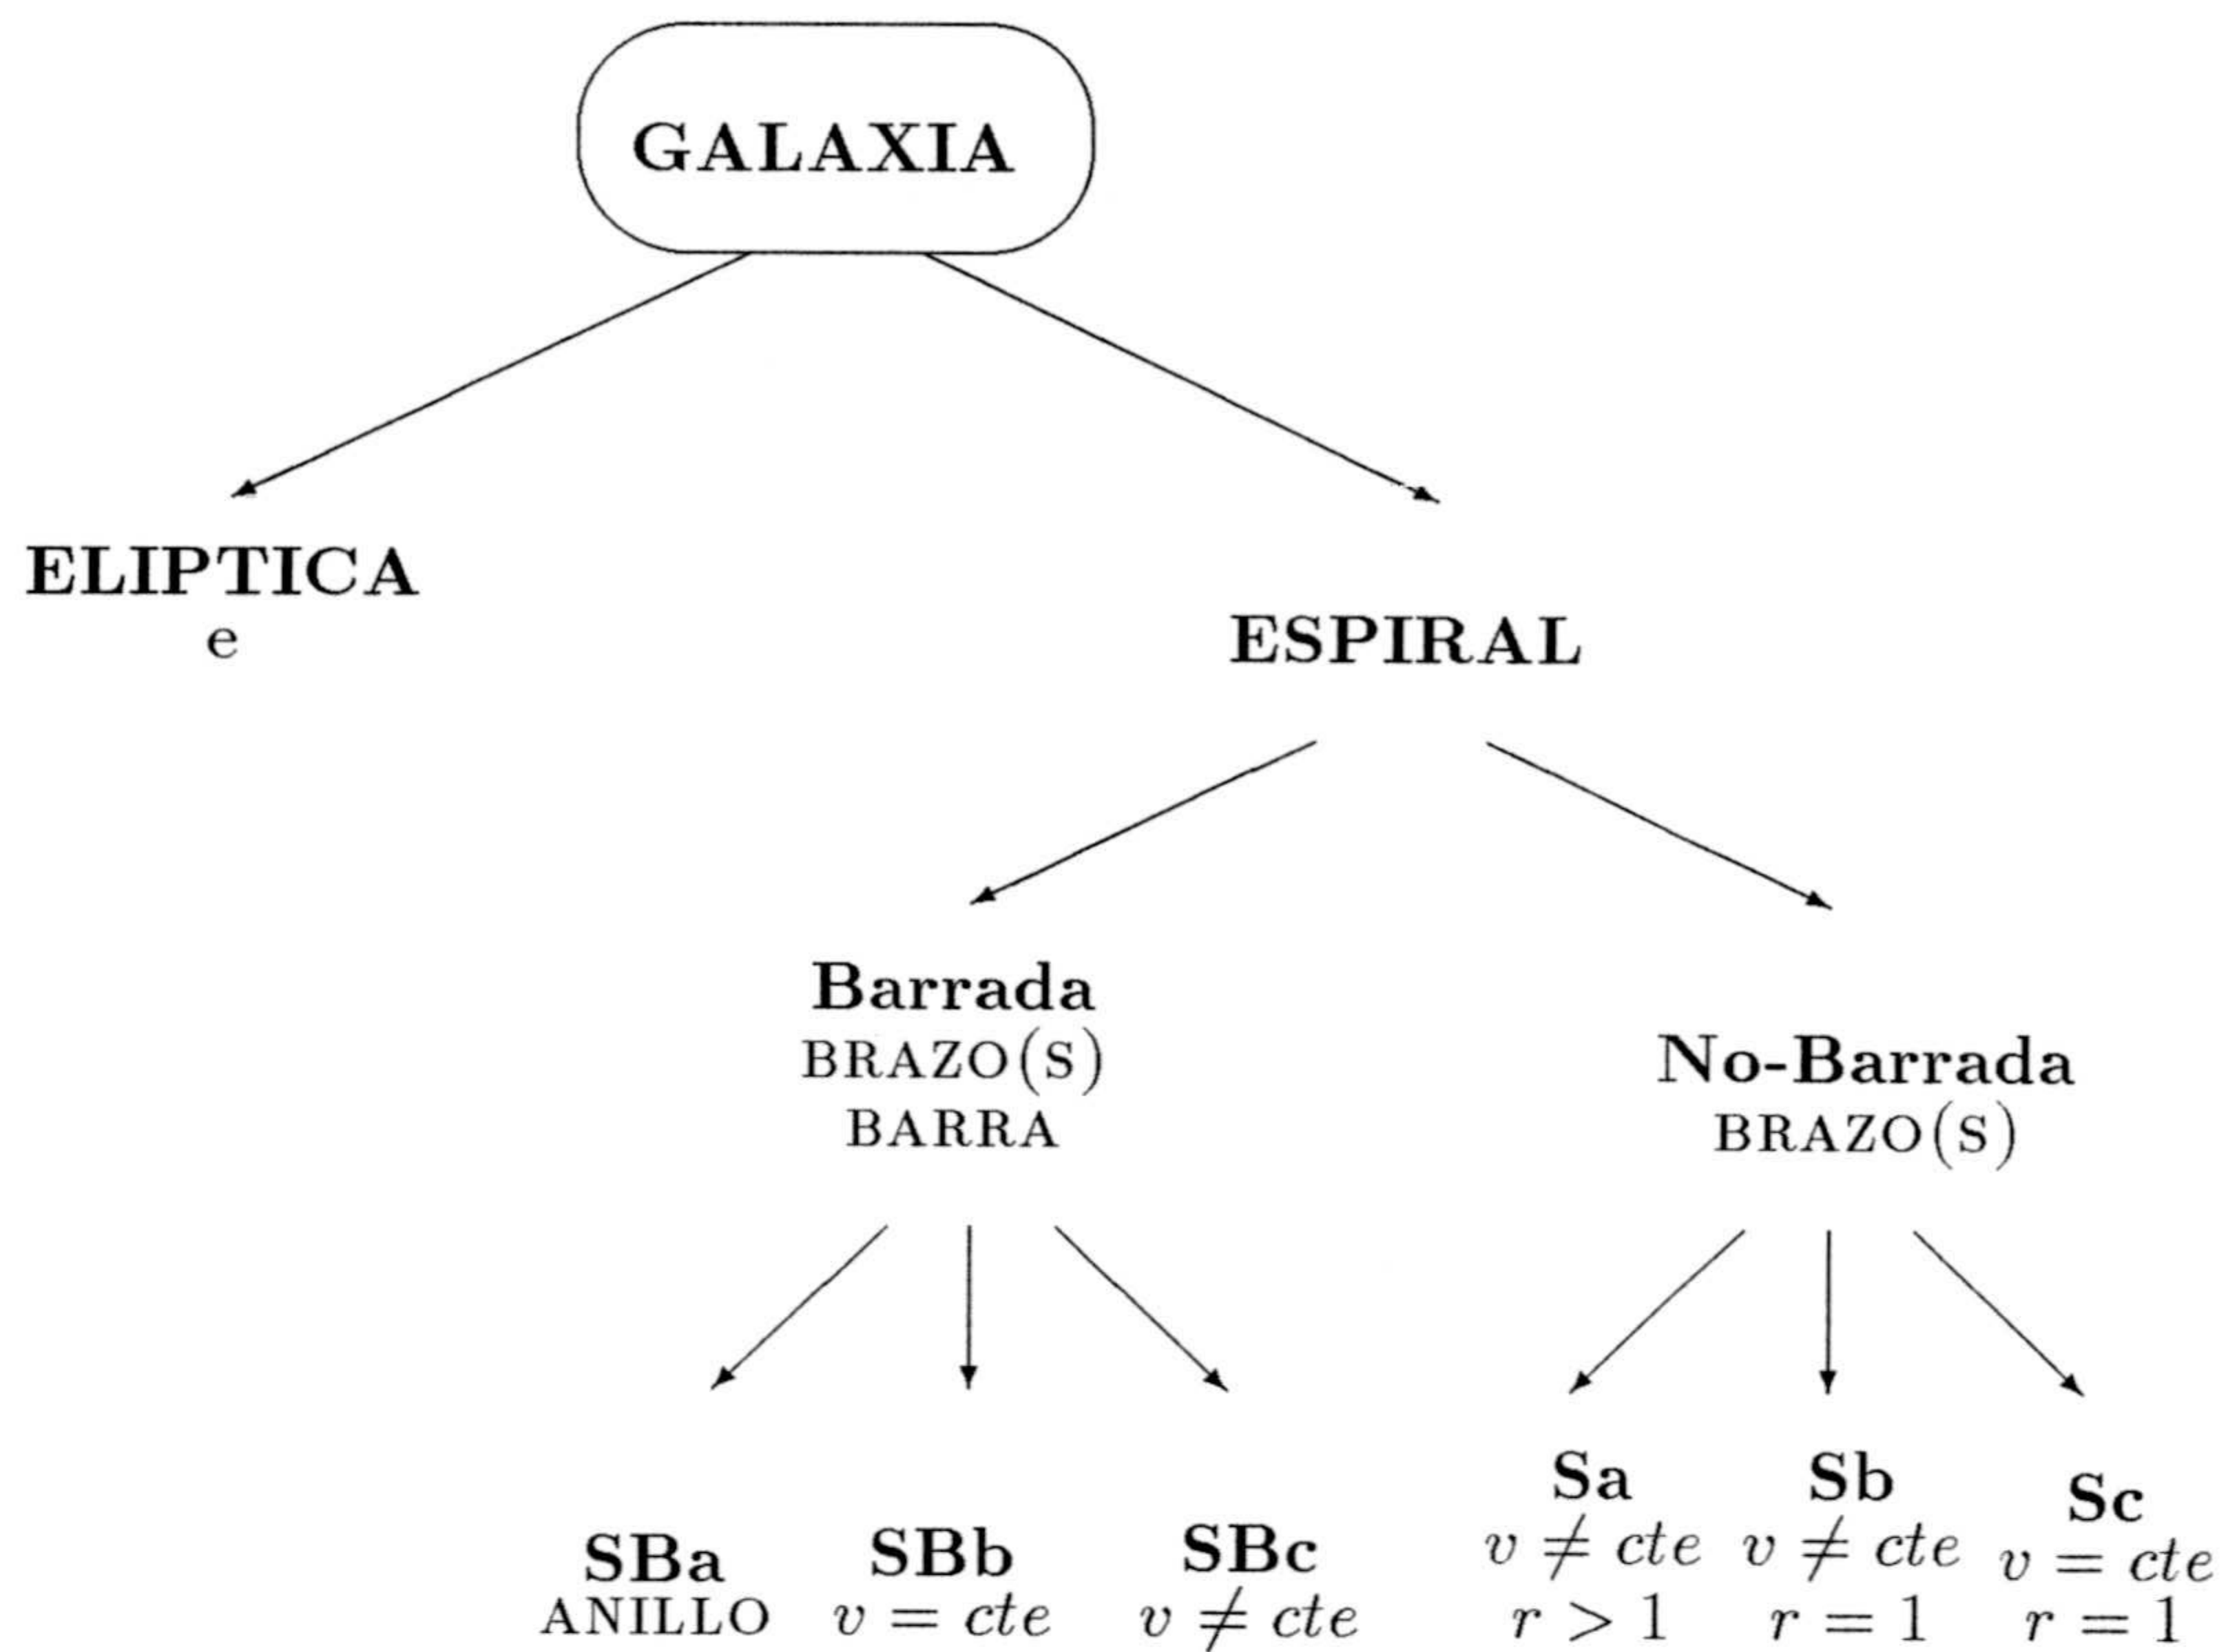 GALAXIA
ELIPTICA
e
ESPIRAL
Barrada
BRAZO(S)
BARRA
No-Barrada
BRAZO(S)
SBa
ANILLO
SBb
v = cte
SBc
v ≠ cte
Sa
v ≠ cte
r > 1
Sb
v ≠ cte
r = 1
Sc
v = cte
r = 1